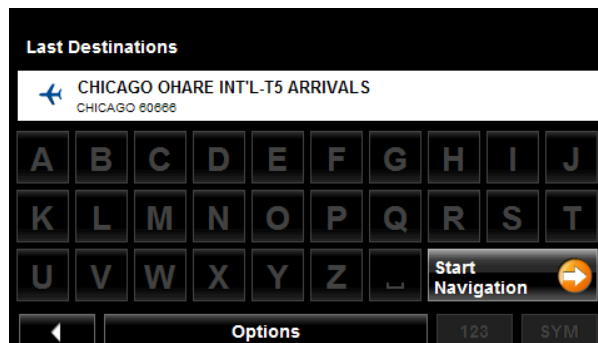 Last Destinations
CHICAGO OHARE INT'L-T5 ARRIVALS
CHICAGO 60666
A B C D E F G H I J
K L M N O P Q R S T
U V W X Y Z
Start
Navigation
Options 123 SYM